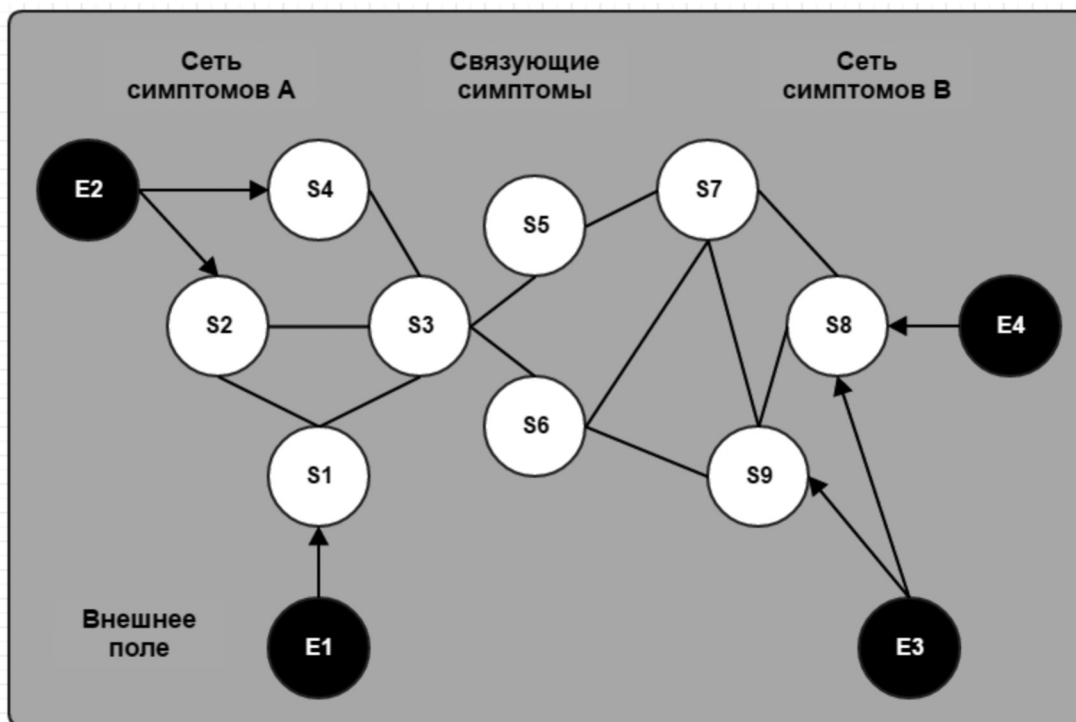 Сеть
симптомов А
Связующие
симптомы
Сеть
симптомов В
E2
S4
S5
S7
S2
S3
S8
E4
S6
S1
S9
Внешнее
поле
E1
E3